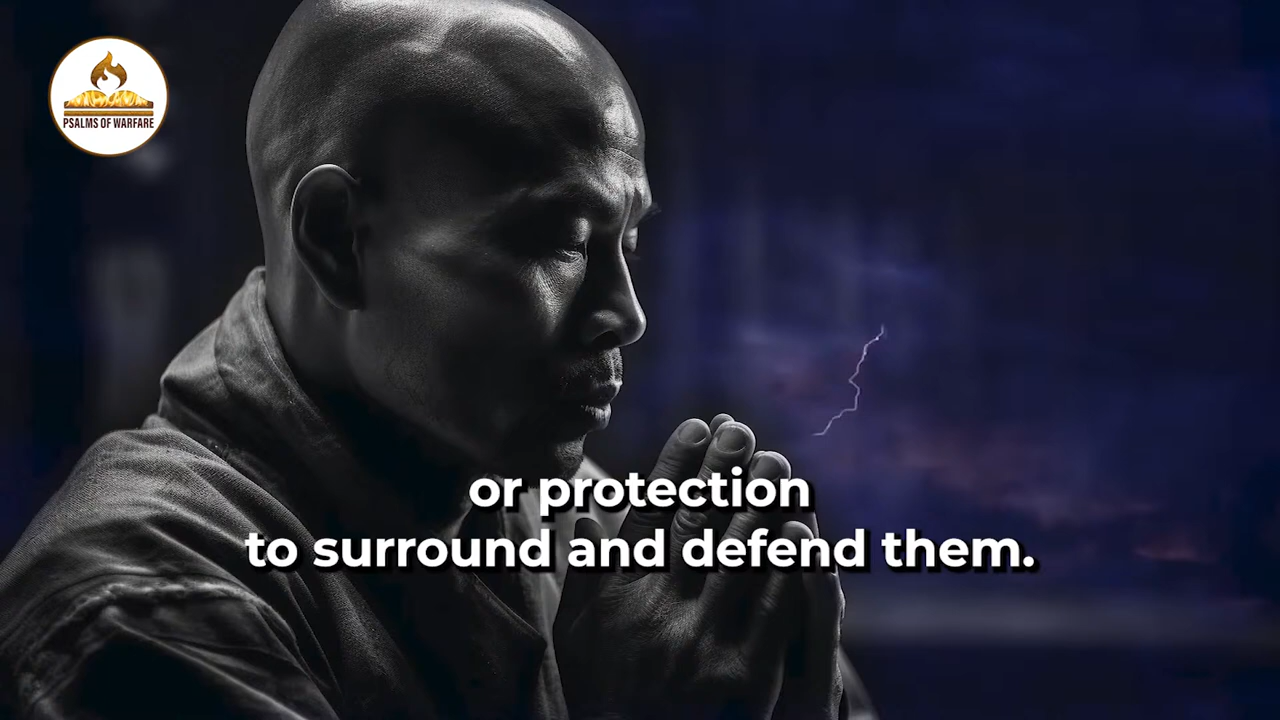 PSALMS OF WARFARE
or protection
to surround and defend them.